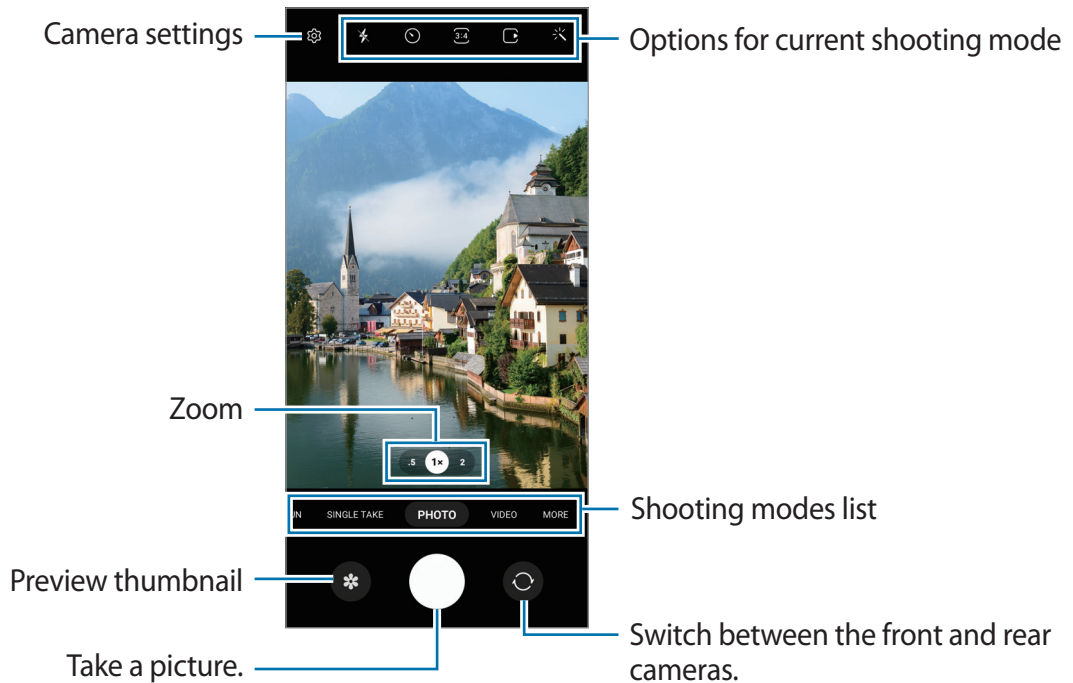 Camera settings
3:4
Options for current shooting mode
Zoom
.5 1× 2
UN SINGLE TAKE PHOTO VIDEO MORE
Shooting modes list
Preview thumbnail
Take a picture.
Switch between the front and rear
cameras.